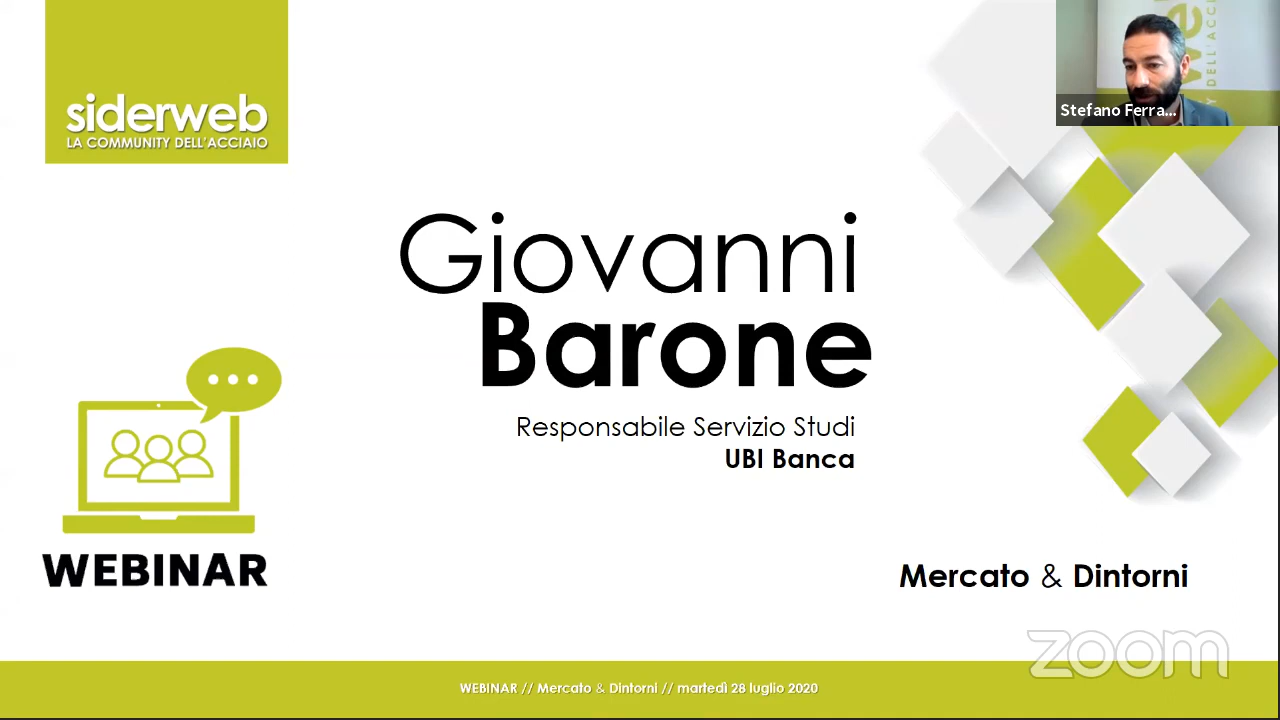 siderweb
LA COMMUNITY DELL'ACCIAIO
Stefano Ferra...
Giovanni
Barone
Responsabile Servizio Studi
UBI Banca
WEBINAR
Mercato & Dintorni
zoom
WEBINAR // Mercato & Dintorni // martedì 28 luglio 2020